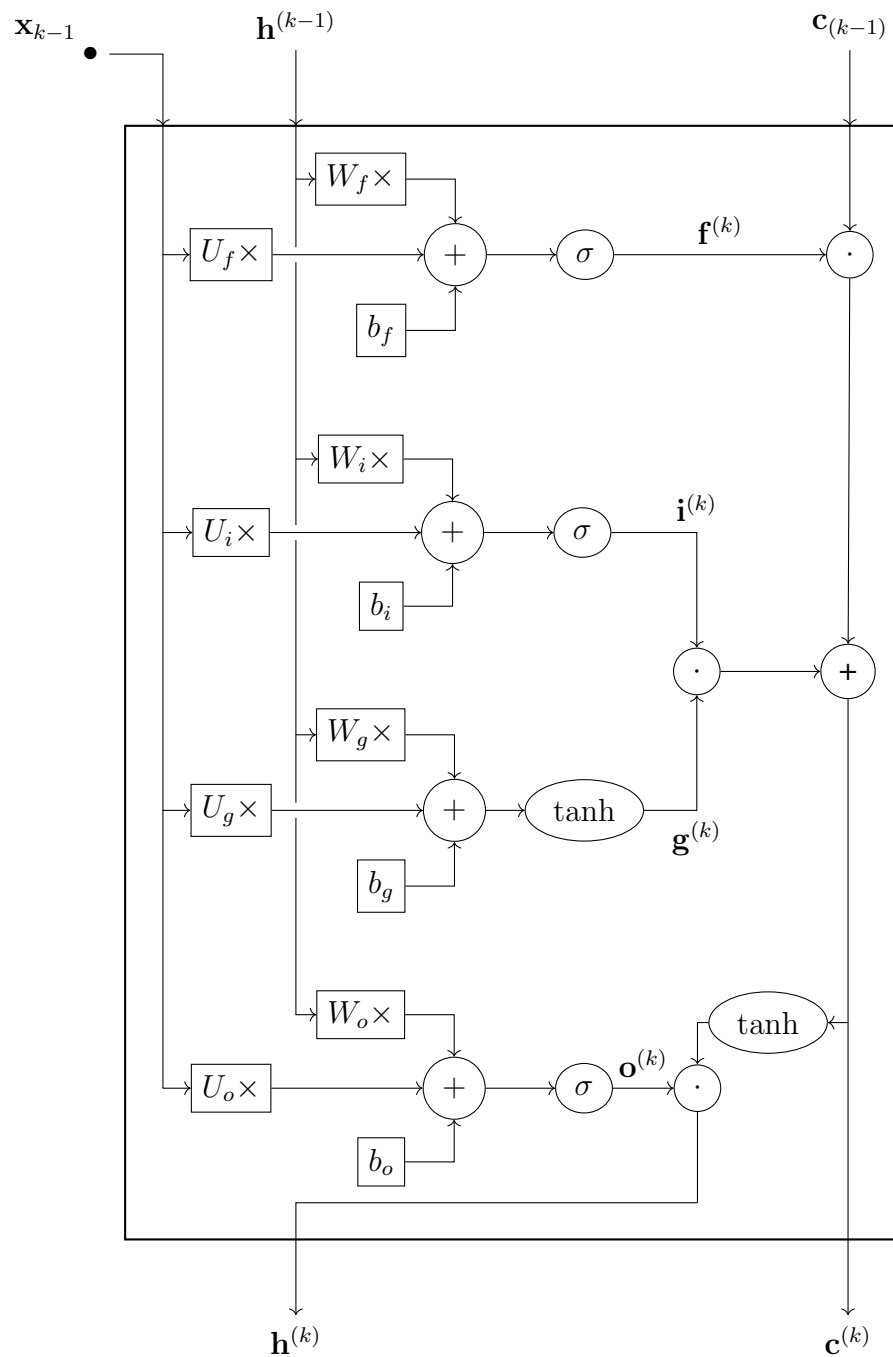 x_{k−1} h^{(k−1)} c_{(k−1)}
W_f×
U_f× + σ f^{(k)} ·
b_f
W_i×
U_i× + σ i^{(k)}
b_i
· +
W_g×
U_g× + tanh
g^{(k)}
b_g
W_o× tanh
U_o× + σ o^{(k)} ·
b_o
h^{(k)} c^{(k)}